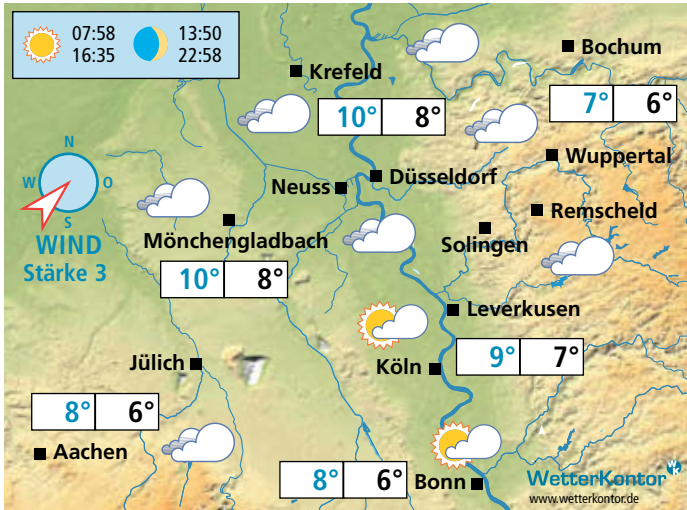 07:58 13:50
16:35 22:58
Bochum
Krefeld
10° 8°
7° 6°
Wuppertal
N
W O
S
WIND
Stärke 3
Neuss
Düsseldorf
Remscheld
Mönchengladbach
Solingen
10° 8°
Leverkusen
Jülich
Köln
9° 7°
8° 6°
Aachen
8° 6°
Bonn
WetterKontor
WK
www.wetterkontor.de